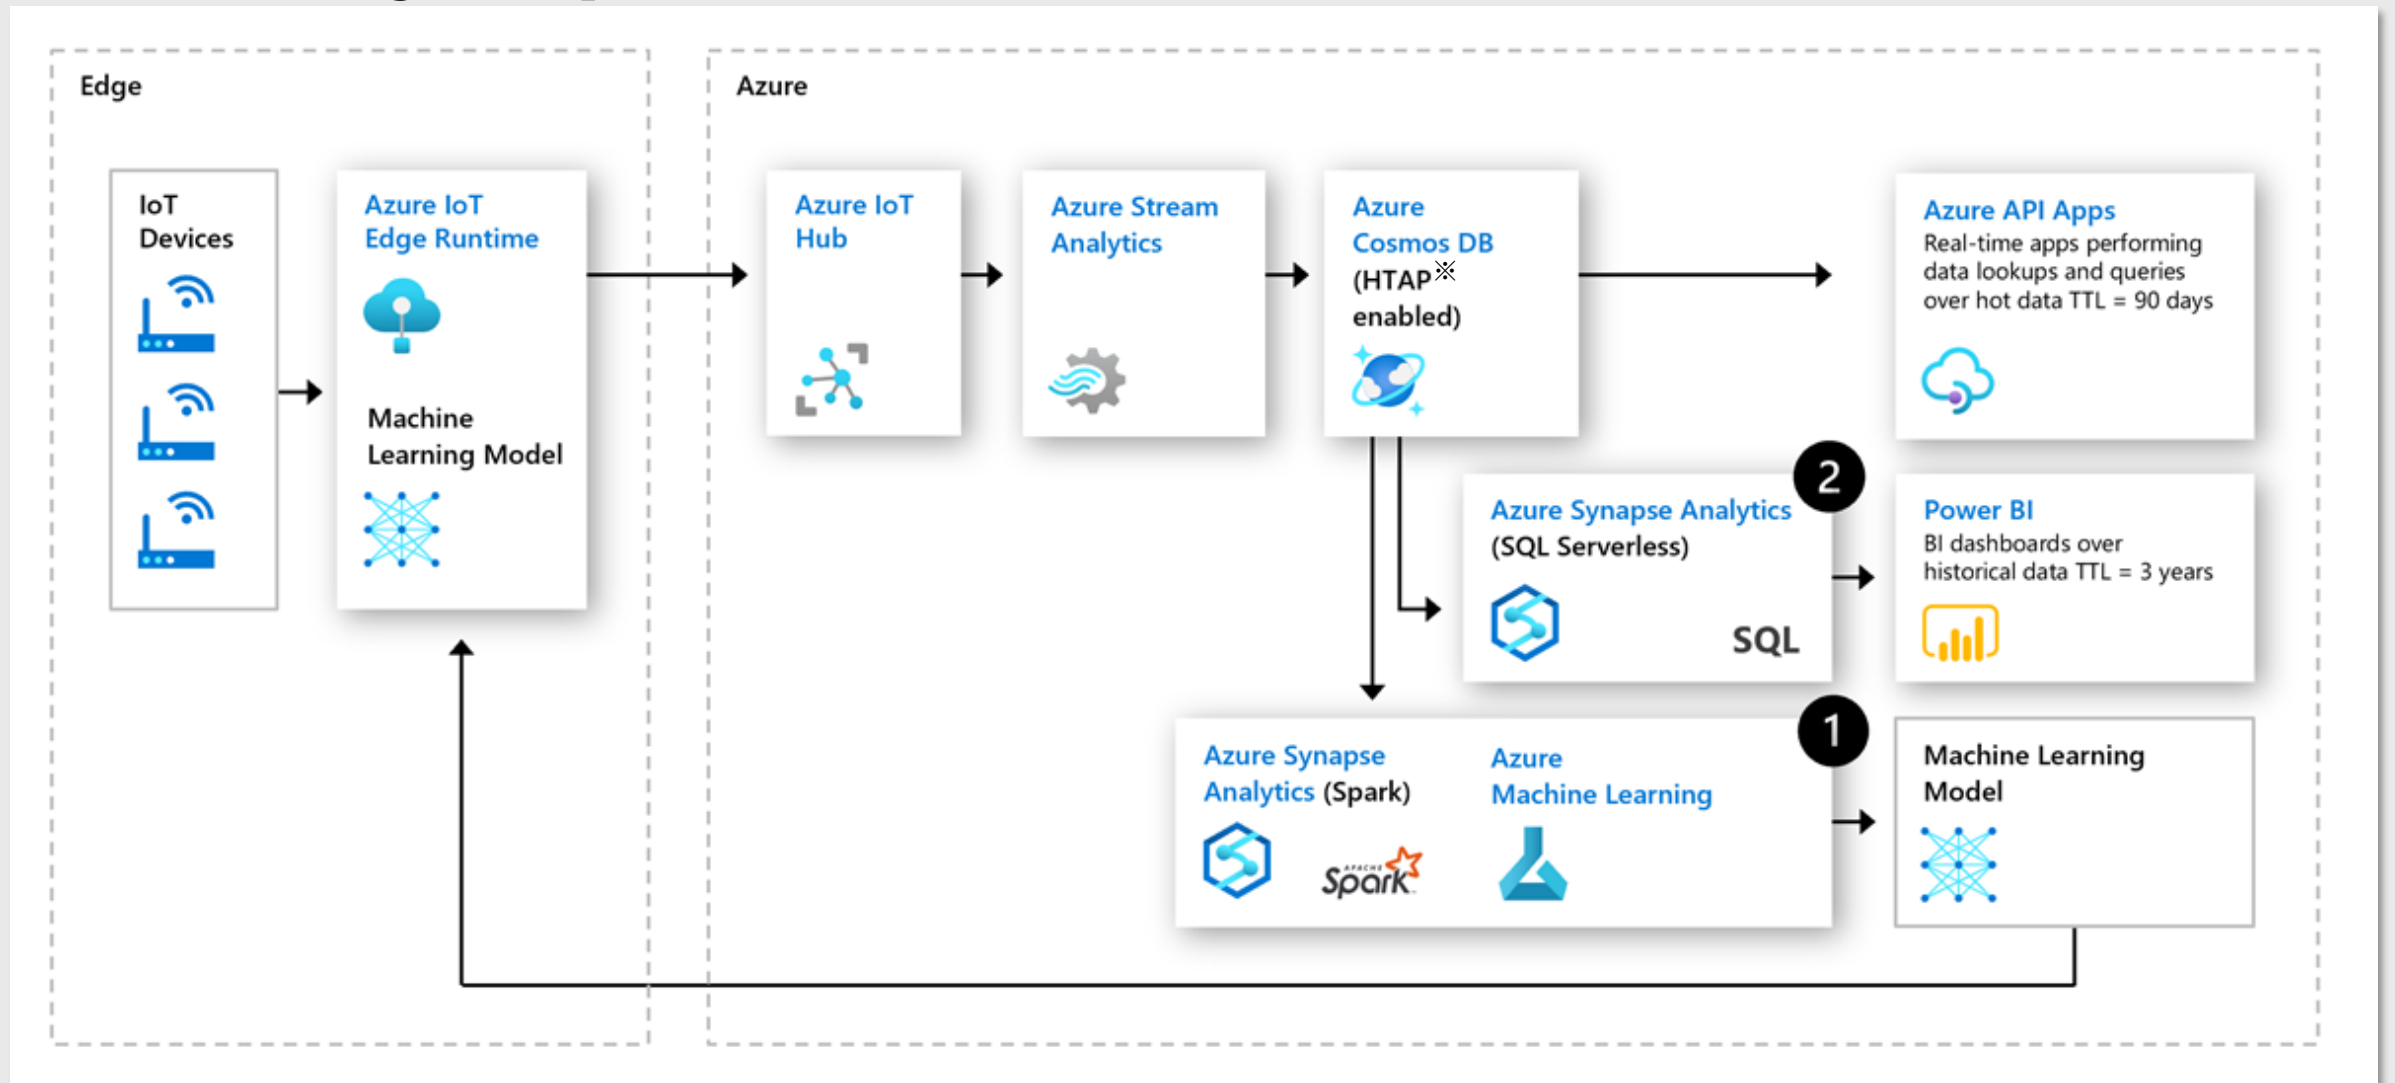 Edge
Azure
IoT
Devices
Azure IoT
Edge Runtime
Machine
Learning Model
Azure IoT
Hub
Azure Stream
Analytics
Azure
Cosmos DB
(HTAP※
enabled)
Azure API Apps
Real-time apps performing
data lookups and queries
over hot data TTL = 90 days
2
Azure Synapse Analytics
(SQL Serverless)
SQL
Power BI
BI dashboards over
historical data TTL = 3 years
1
Azure Synapse
Analytics (Spark)
APACHE
Spark
Azure
Machine Learning
Machine Learning
Model